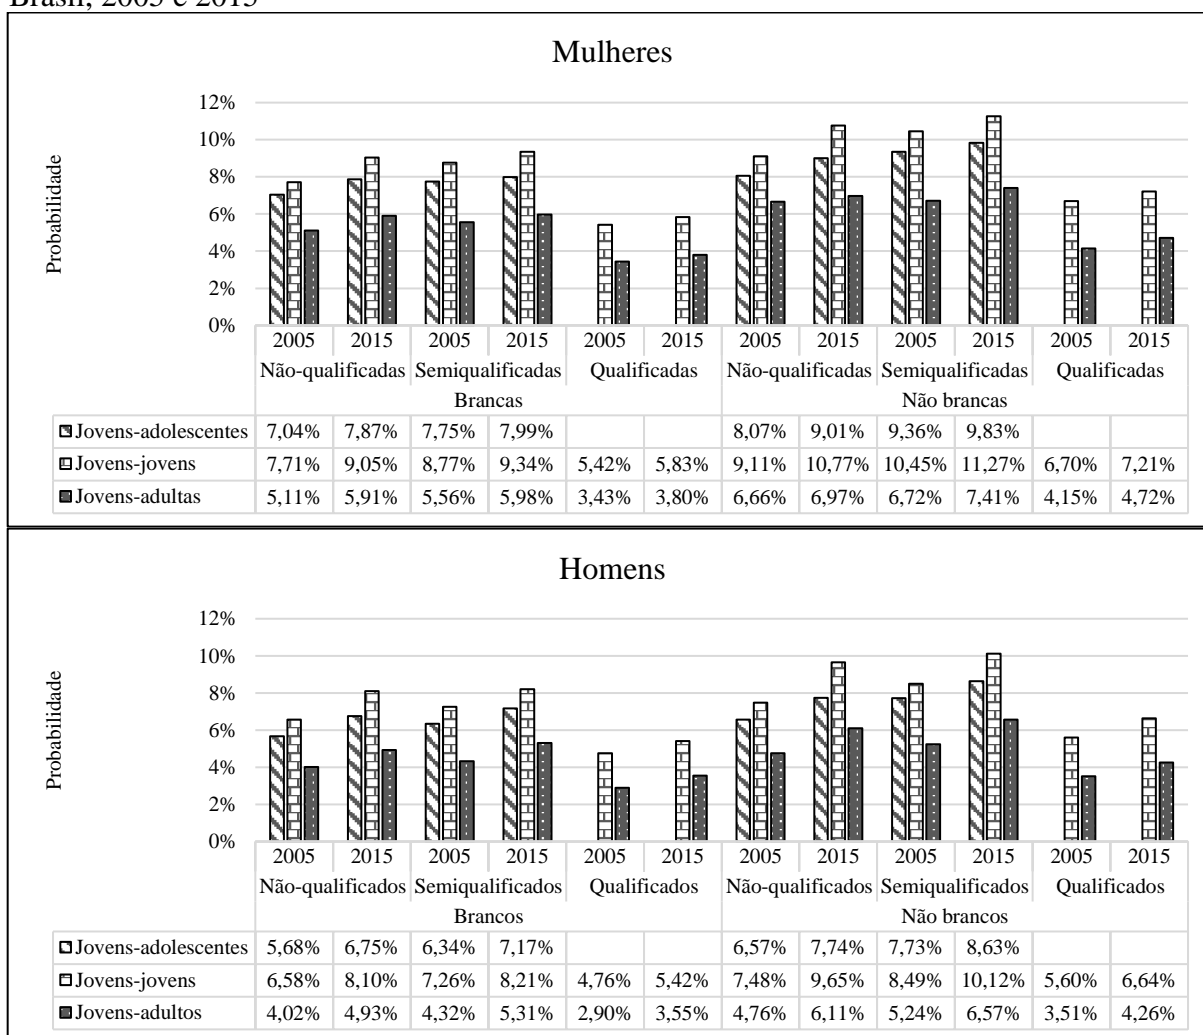 Brasil, 2005 e 2015
Mulheres
Probabilidade
12%
10%
8%
6%
4%
2%
0%
2005 2015 2005 2015 2005 2015 2005 2015 2005 2015 2005 2015
Não-qualificadas Semiqualificadas Qualificadas Não-qualificadas Semiqualificadas Qualificadas
Brancas Não brancas
Jovens-adolescentes 7,04% 7,87% 7,75% 7,99% 8,07% 9,01% 9,36% 9,83%
Jovens-jovens 7,71% 9,05% 8,77% 9,34% 5,42% 5,83% 9,11% 10,77% 10,45% 11,27% 6,70% 7,21%
Jovens-adultas 5,11% 5,91% 5,56% 5,98% 3,43% 3,80% 6,66% 6,97% 6,72% 7,41% 4,15% 4,72%
Homens
Probabilidade
12%
10%
8%
6%
4%
2%
0%
2005 2015 2005 2015 2005 2015 2005 2015 2005 2015 2005 2015
Não-qualificados Semiqualificados Qualificados Não-qualificados Semiqualificados Qualificados
Brancos Não brancos
Jovens-adolescentes 5,68% 6,75% 6,34% 7,17% 6,57% 7,74% 7,73% 8,63%
Jovens-jovens 6,58% 8,10% 7,26% 8,21% 4,76% 5,42% 7,48% 9,65% 8,49% 10,12% 5,60% 6,64%
Jovens-adultos 4,02% 4,93% 4,32% 5,31% 2,90% 3,55% 4,76% 6,11% 5,24% 6,57% 3,51% 4,26%